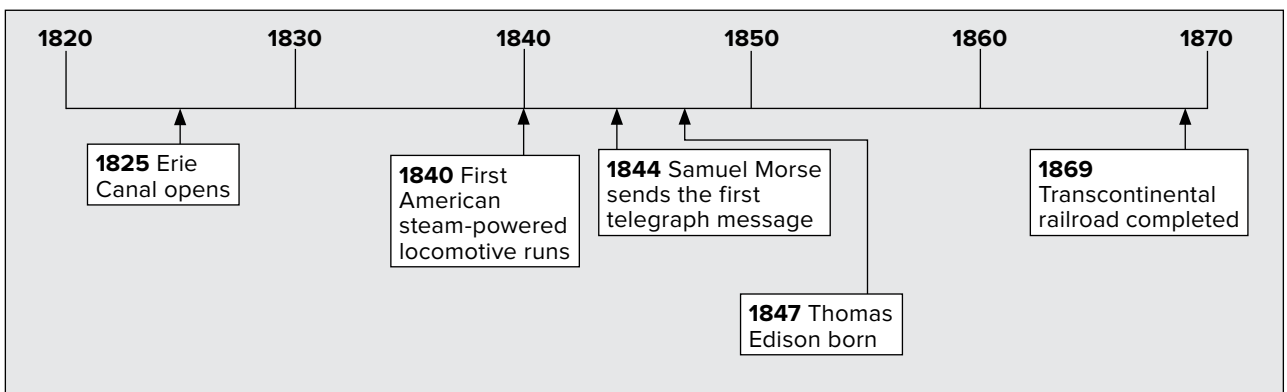 1820 1830 1840 1850 1860 1870
1825 Erie
Canal opens
1840 First
American
steam-powered
locomotive runs
1844 Samuel Morse
sends the first
telegraph message
1847 Thomas
Edison born
1869
Transcontinental
railroad completed